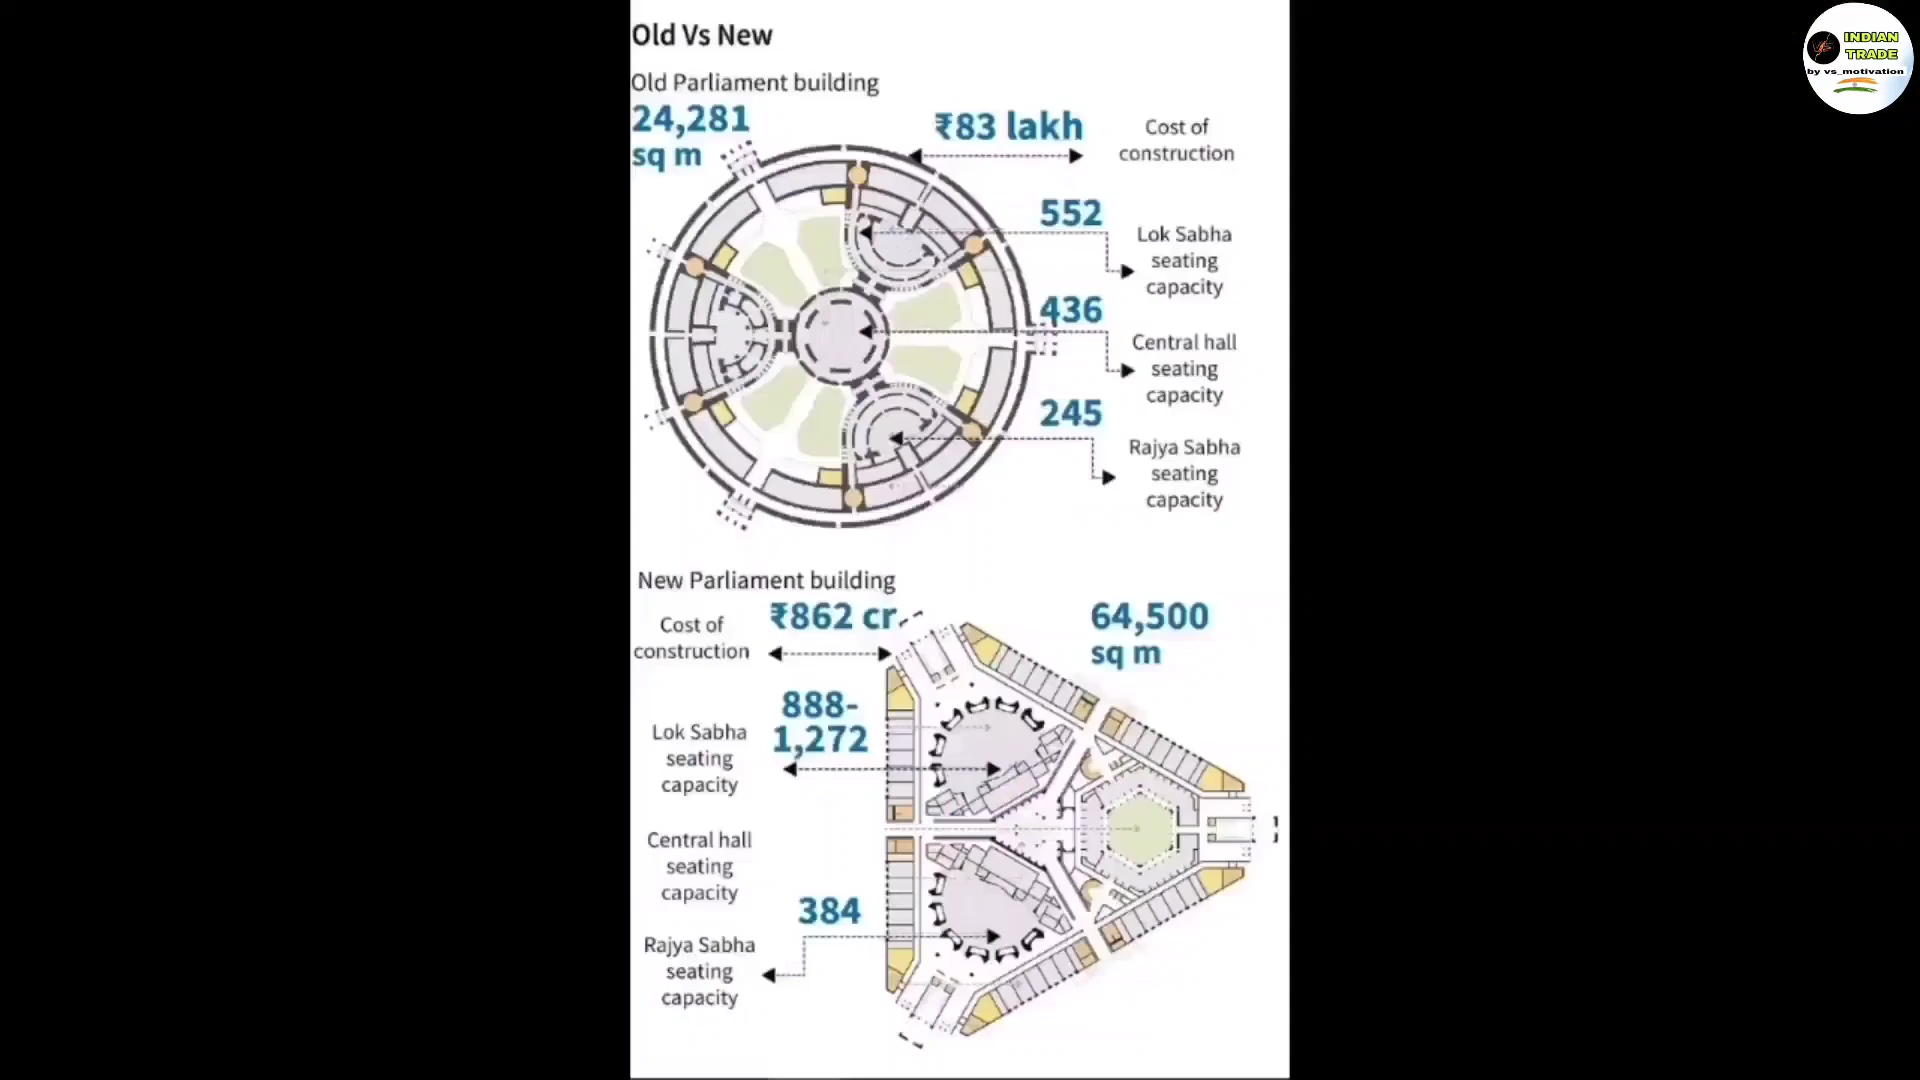 Old Vs New
Old Parliament building
24,281
sq m
₹83 lakh
Cost of
construction
552
Lok Sabha
seating
capacity
436
Central hall
seating
capacity
245
Rajya Sabha
seating
capacity
New Parliament building
Cost of
construction
₹862 cr
64,500
sq m
888-
1,272
Lok Sabha
seating
capacity
Central hall
seating
capacity
384
Rajya Sabha
seating
capacity
INDIAN
TRADE
by vs_motivation